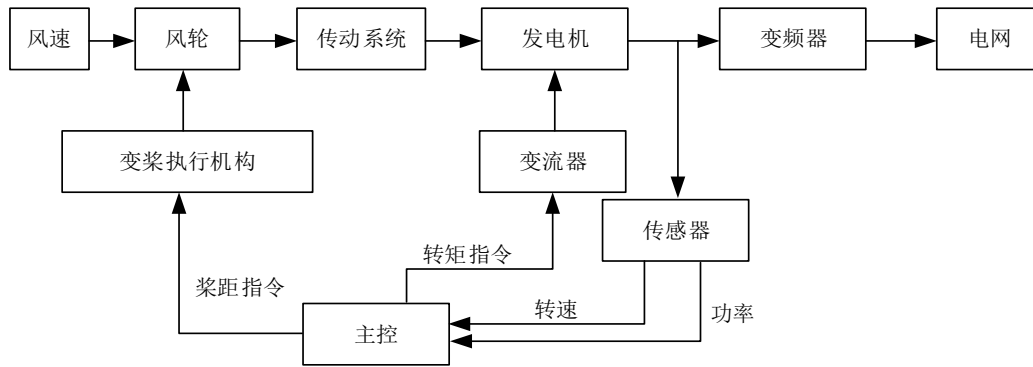 风速
风轮
传动系统
发电机
变频器
电网
变桨执行机构
变流器
传感器
转矩指令
桨距指令
转速
功率
主控